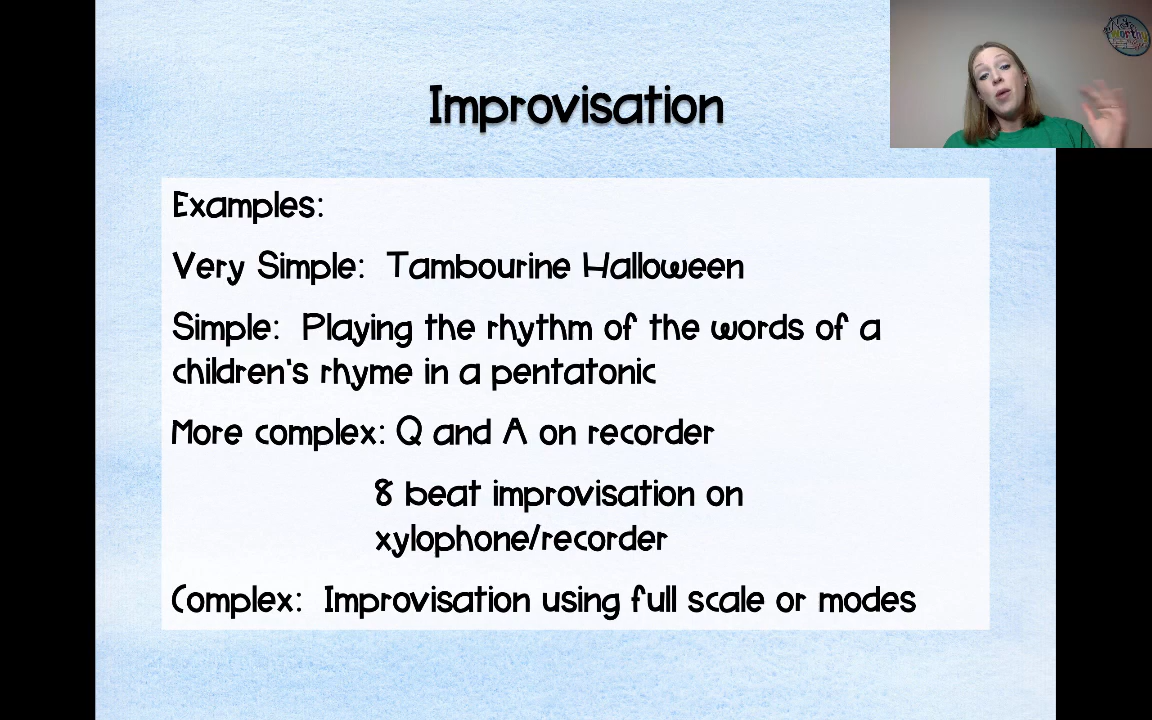 Improvisation
Examples:
Very Simple: Tambourine Halloween
Simple: Playing the rhythm of the words of a
children's rhyme in a pentatonic
More complex: Q and A on recorder
8 beat improvisation on
xylophone/recorder
Complex: Improvisation using full scale or modes